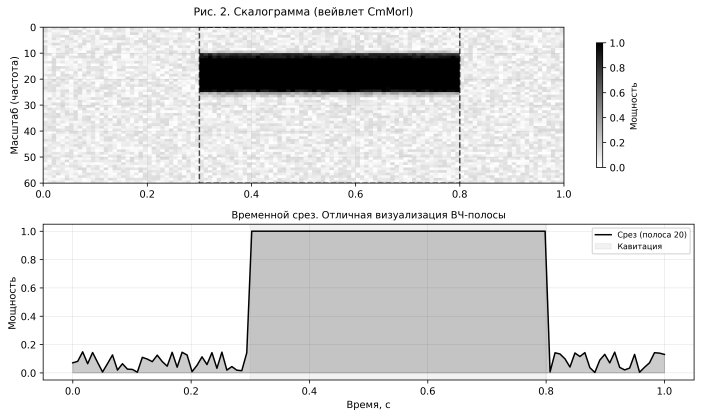 Рис. 2. Скалограмма (вейвлет CmMorl)
Масштаб (частота)
0
10
20
30
40
50
60
0.0 0.2 0.4 0.6 0.8 1.0
1.0
0.8
0.6
0.4
0.2
0.0
Мощность
Временной срез. Отличная визуализация ВЧ-полосы
Мощность
1.0
0.8
0.6
0.4
0.2
0.0
Срез (полоса 20)
Кавитация
0.0 0.2 0.4 0.6 0.8 1.0
Время, с